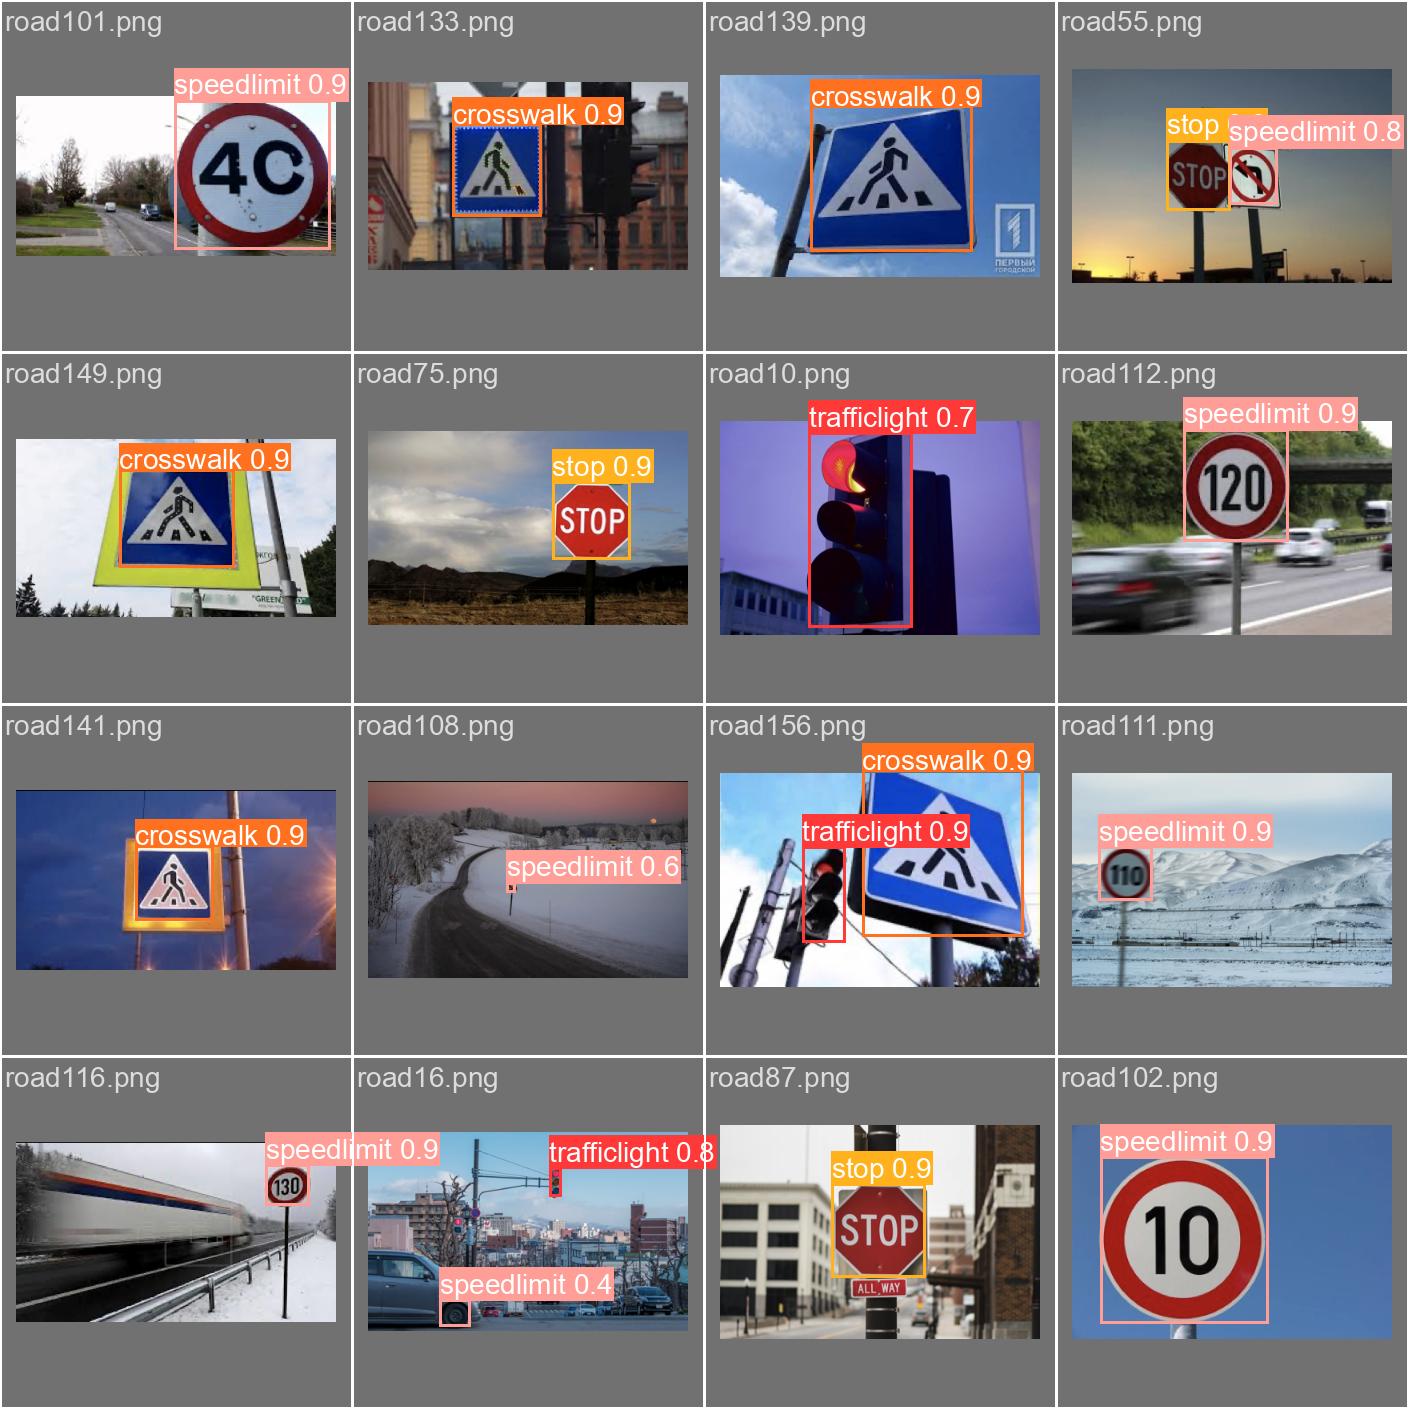 road101.png
speedlimit 0.9
4C
road133.png
crosswalk 0.9
road139.png
crosswalk 0.9
1
ПЕРВЫЙ
ГОРОДСКОЙ
road55.png
stop
speedlimit 0.8
STOP
road149.png
crosswalk 0.9
"GREEN
road75.png
stop 0.9
STOP
road10.png
trafficlight 0.7
road112.png
speedlimit 0.9
120
road141.png
crosswalk 0.9
road108.png
speedlimit 0.6
road156.png
crosswalk 0.9
trafficlight 0.9
road111.png
speedlimit 0.9
110
road116.png
speedlimit 0.9
130
road16.png
trafficlight 0.8
speedlimit 0.4
road87.png
stop 0.9
STOP
ALL WAY
road102.png
speedlimit 0.9
10